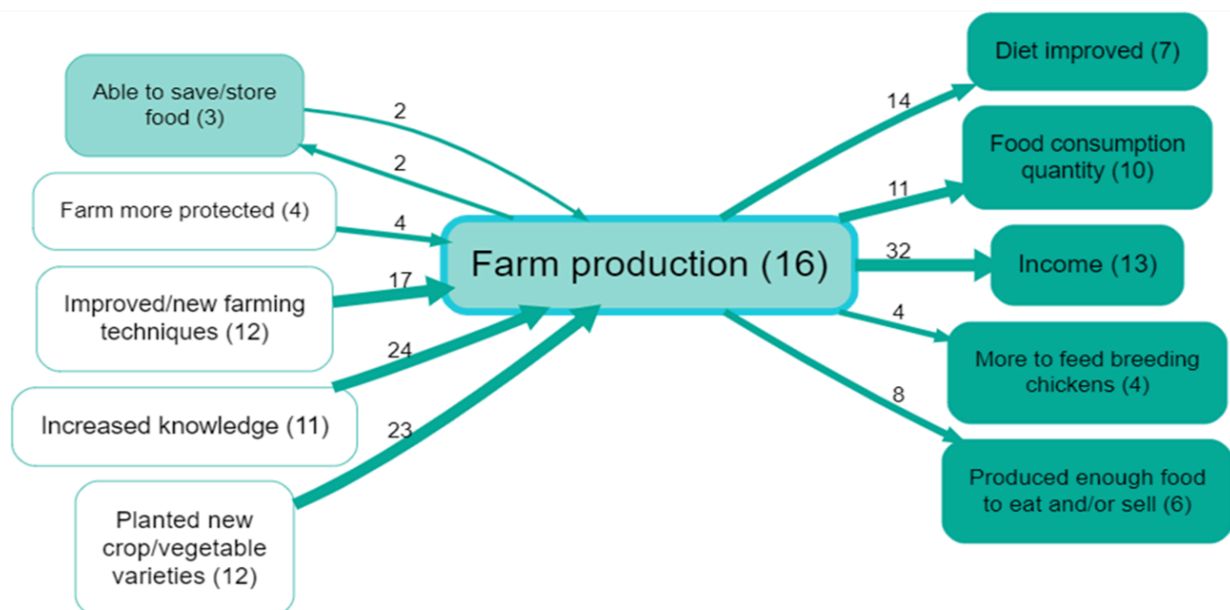 Able to save/store
food (3)
Farm more protected (4)
Improved/new farming
techniques (12)
Increased knowledge (11)
Planted new
crop/vegetable
varieties (12)
2
2
4
17
24
23
Farm production (16)
14
11
32
4
8
Diet improved (7)
Food consumption
quantity (10)
Income (13)
More to feed breeding
chickens (4)
Produced enough food
to eat and/or sell (6)